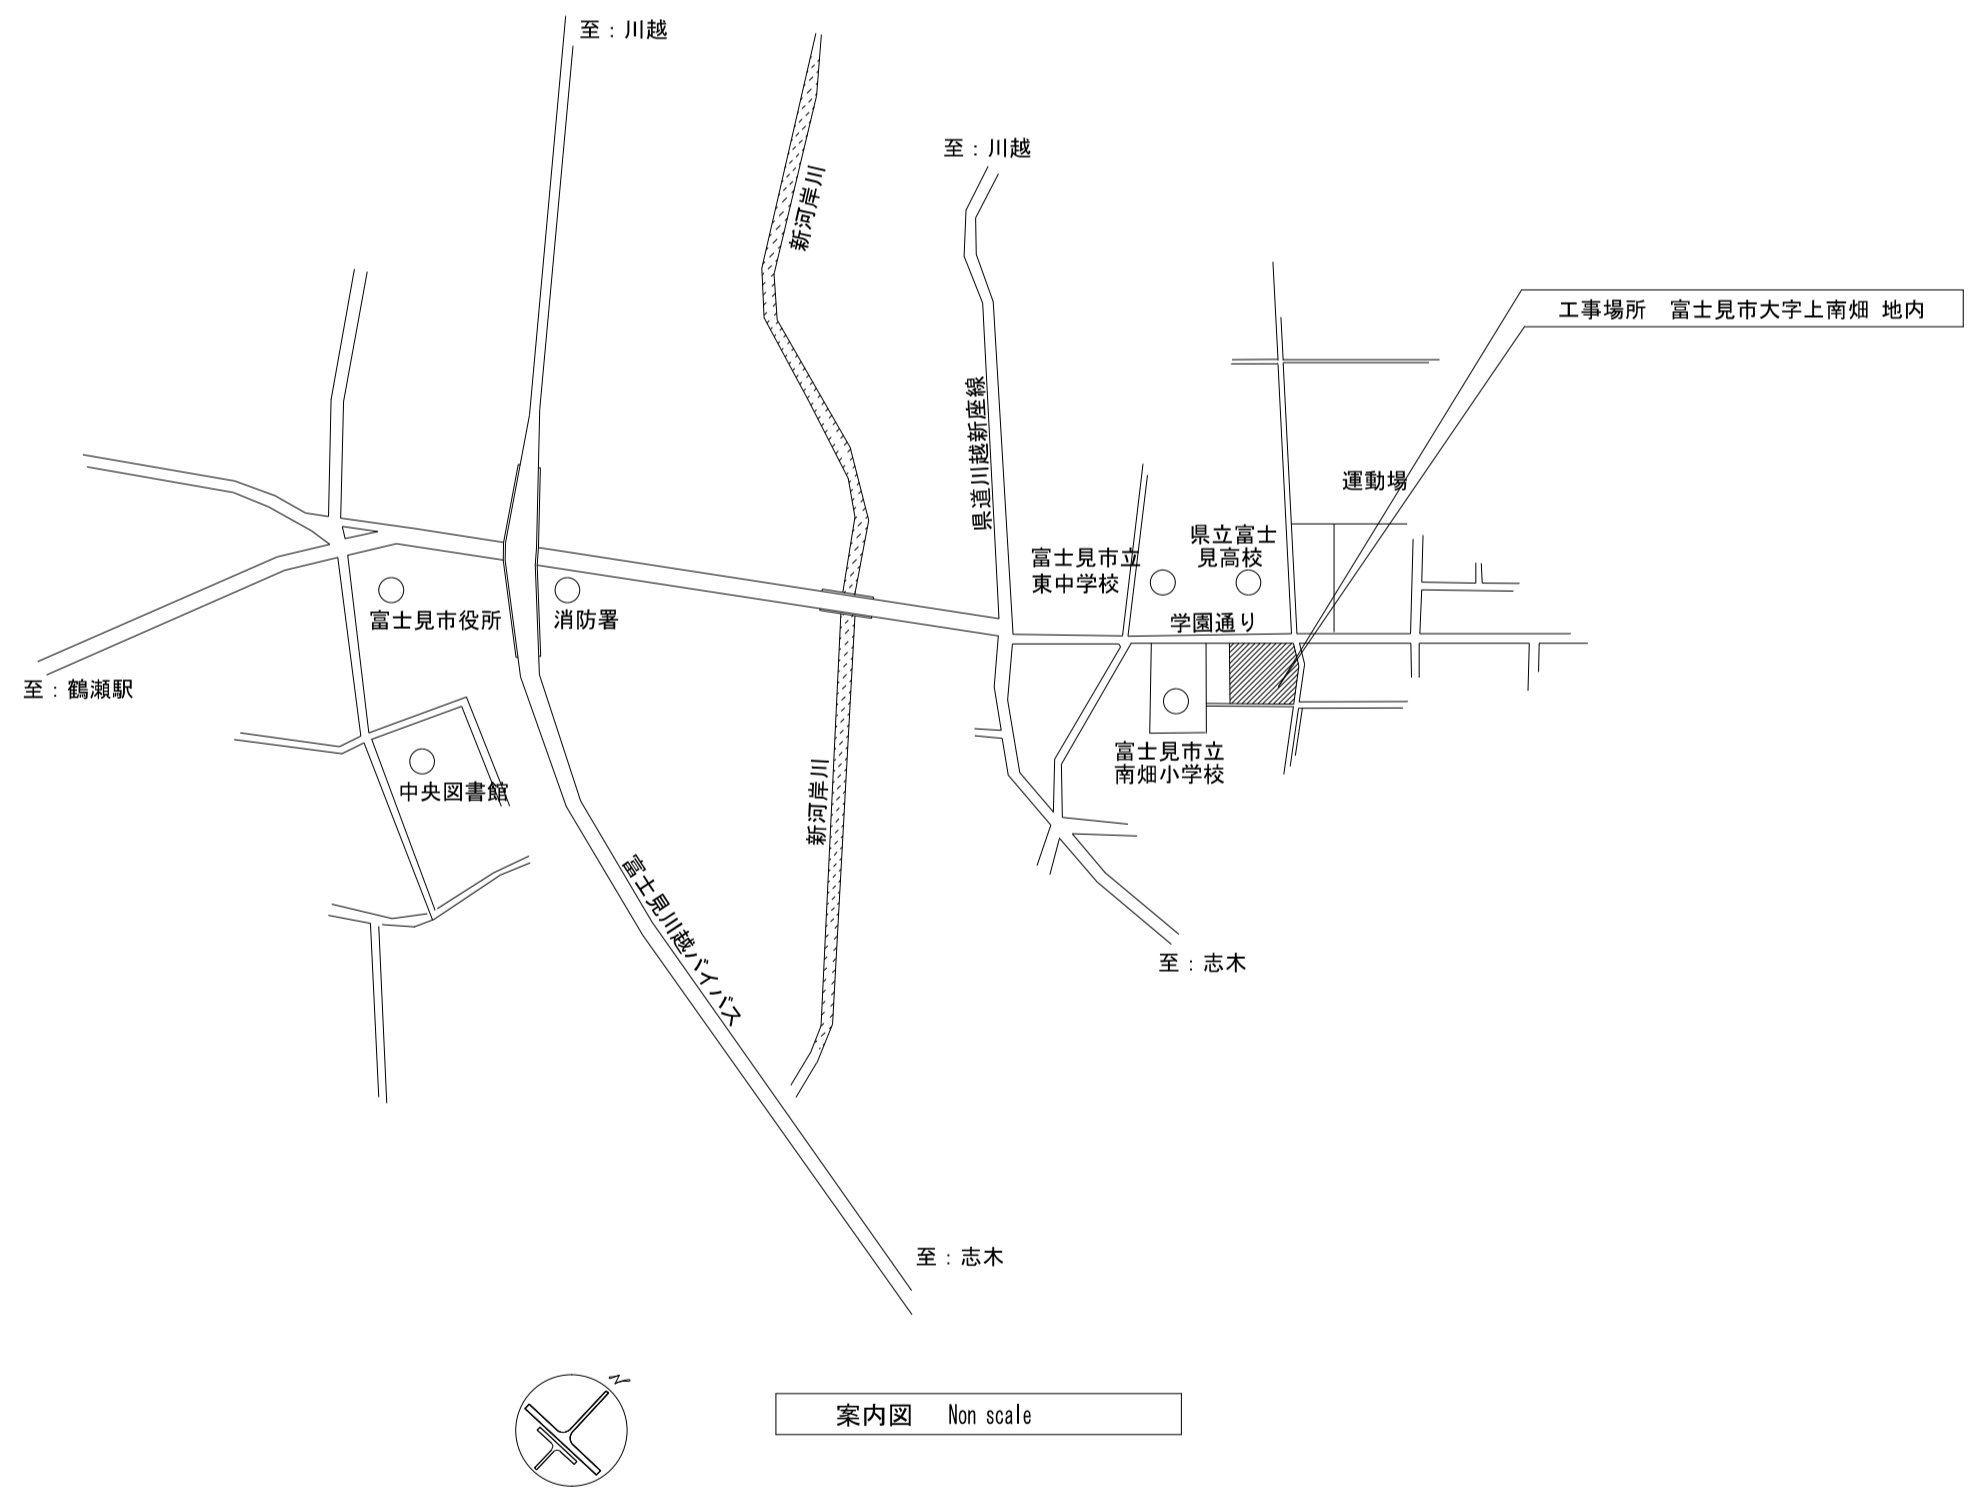 至：川越
至：川越
新河岸川
工事場所　富士見市大字上南畑 地内
県道川越新座線
運動場
県立富士
見高校
富士見市立
東中学校
学園通り
富士見市役所
消防署
至：鶴瀬駅
富士見市立
南畑小学校
中央図書館
新河岸川
富士見川越バイパス
至：志木
至：志木
N
案内図　Non scale